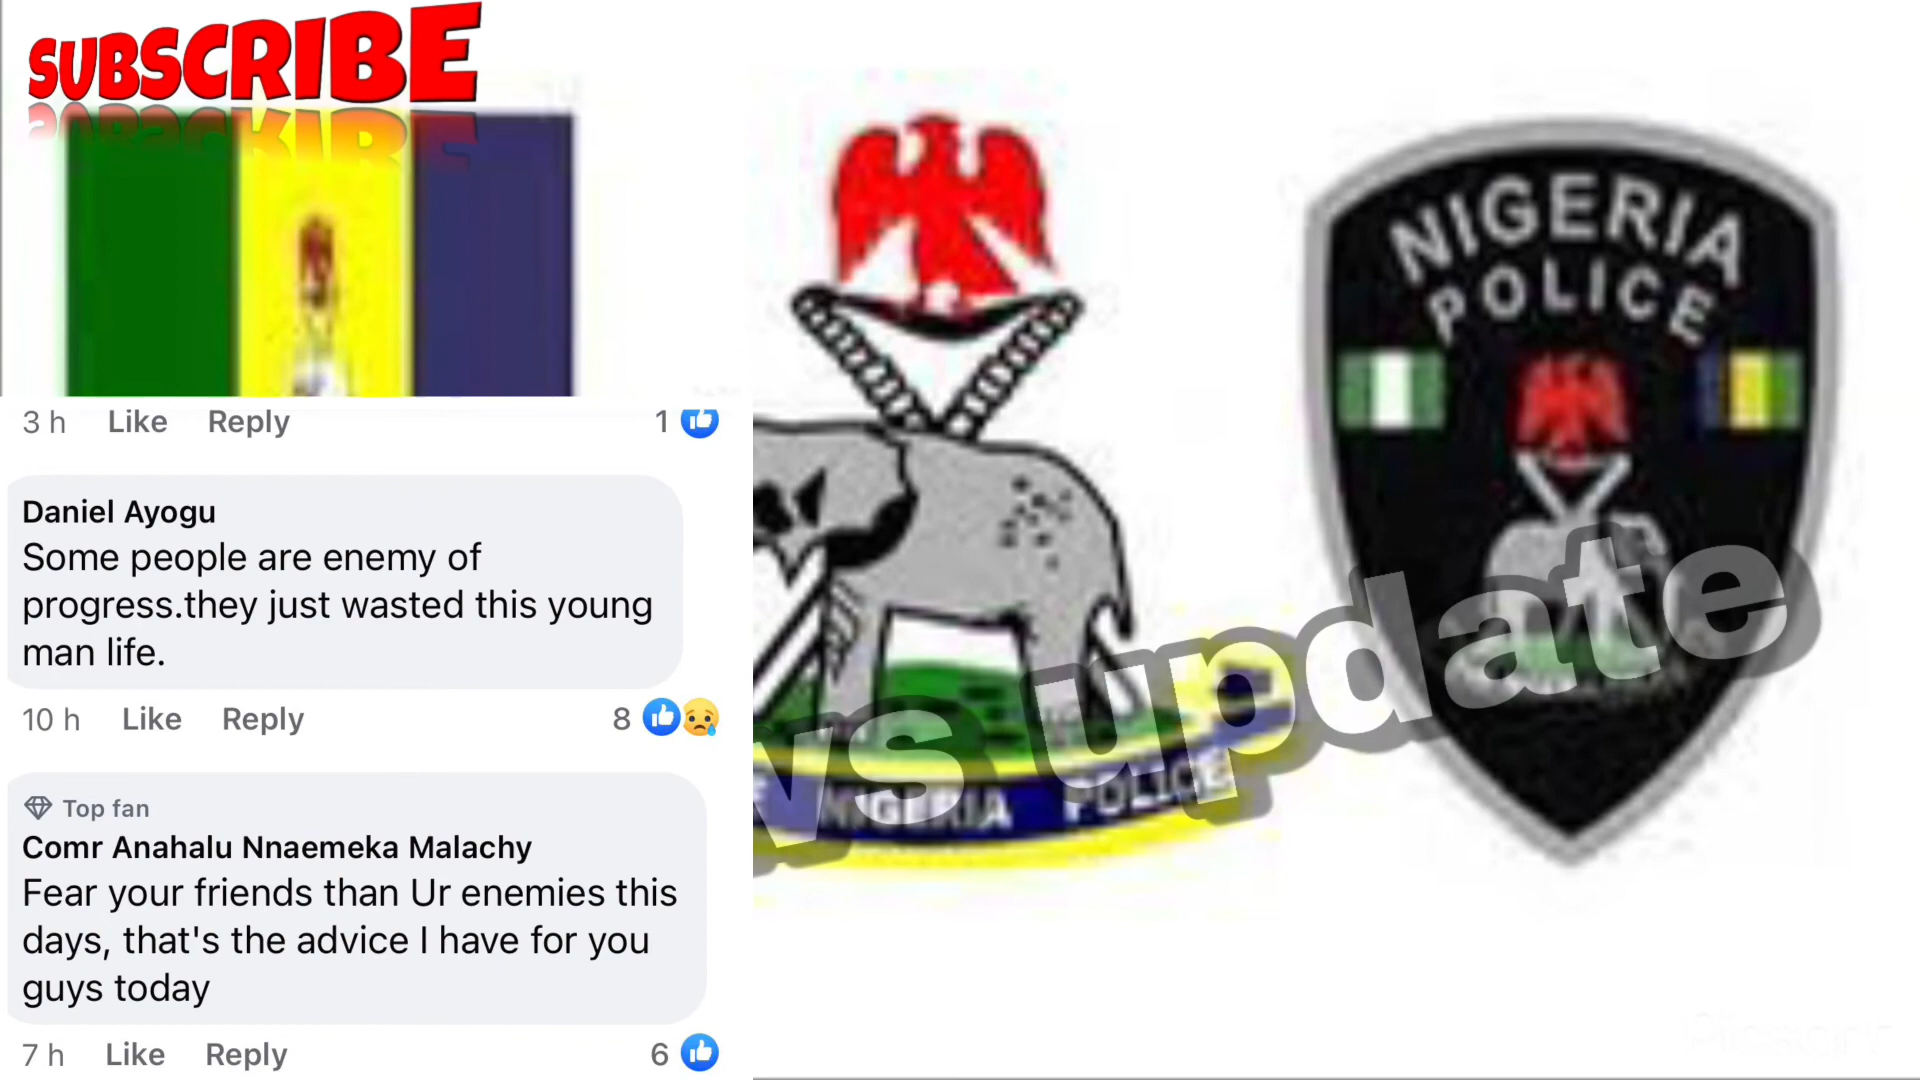 SUBSCRIBE
3 h Like Reply 1
Daniel Ayogu
Some people are enemy of
progress.they just wasted this young
man life.
10 h Like Reply 8
Top fan
Comr Anahalu Nnaemeka Malachy
Fear your friends than Ur enemies this
days, that's the advice I have for you
guys today
7 h Like Reply 6
NIGERIA POLICE
ws update
NIGERIA
POLICE